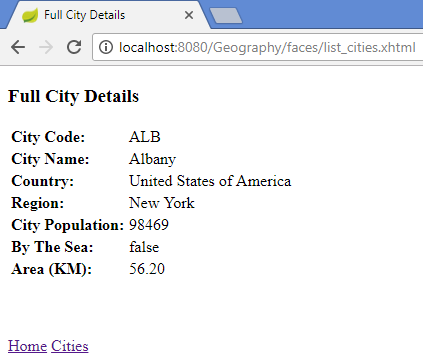 Full City Details
localhost:8080/Geography/faces/list_cities.xhtml
Full City Details
City Code: ALB
City Name: Albany
Country: United States of America
Region: New York
City Population: 98469
By The Sea: false
Area (KM): 56.20
Home Cities